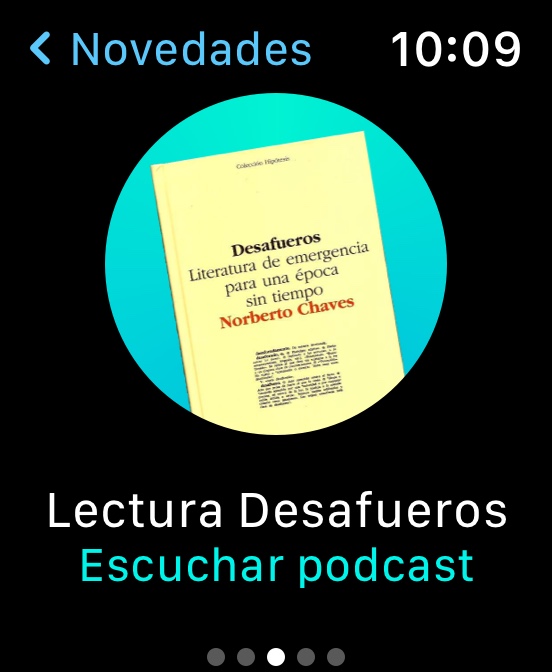 Novedades
10:09
Colección Hipótesis
Desafueros
Literatura de emergencia
para una época
sin tiempo
Norberto Chaves
Lectura Desafueros
Escuchar podcast